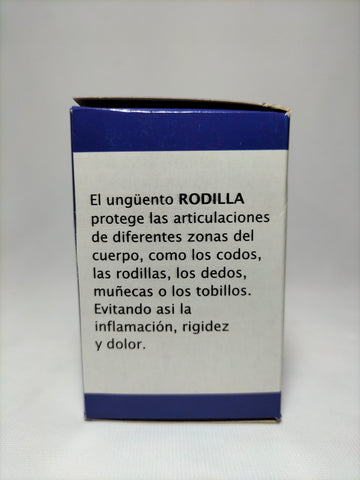 El ungüento RODILLA
protege las articulaciones
de diferentes zonas del
cuerpo, como los codos,
las rodillas, los dedos,
muñecas o los tobillos.
Evitando asi la
inflamación, rigidez
y dolor.